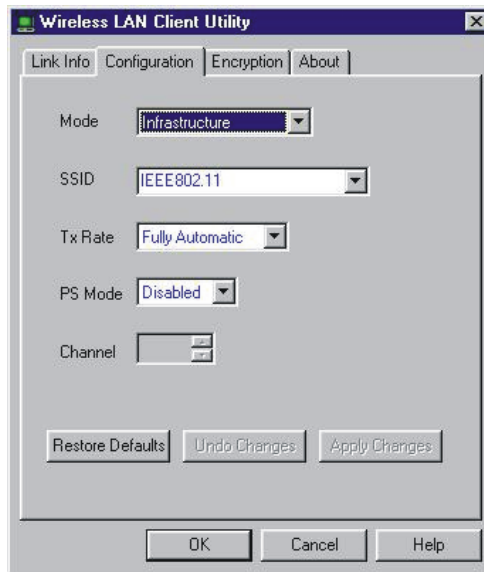 Wireless LAN Client Utility
Link Info Configuration Encryption About
Mode Infrastructure
SSID IEEE802.11
Tx Rate Fully Automatic
PS Mode Disabled
Channel
Restore Defaults Undo Changes Apply Changes
OK Cancel Help